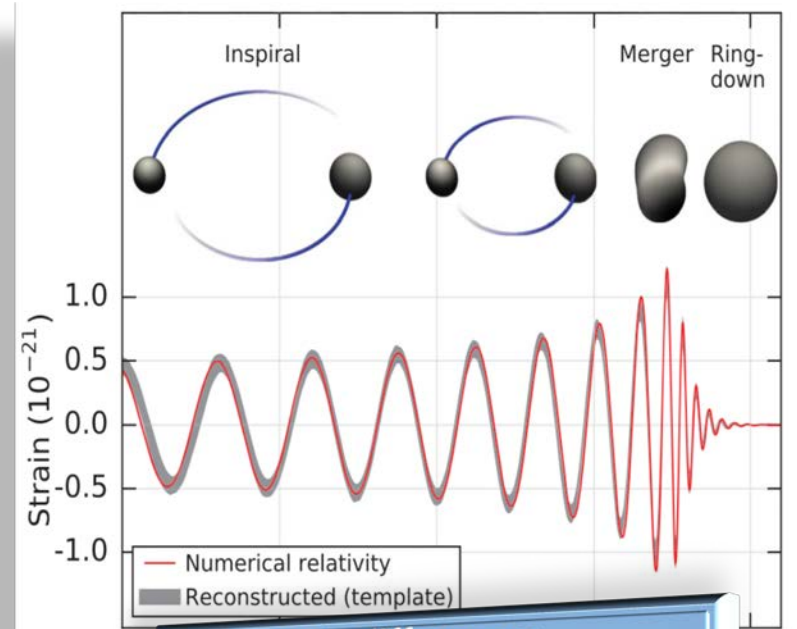 Inspiral
Merger
Ring-
down
1.0
0.5
0.0
-0.5
-1.0
Strain (10⁻²¹)
Numerical relativity
Reconstructed (template)